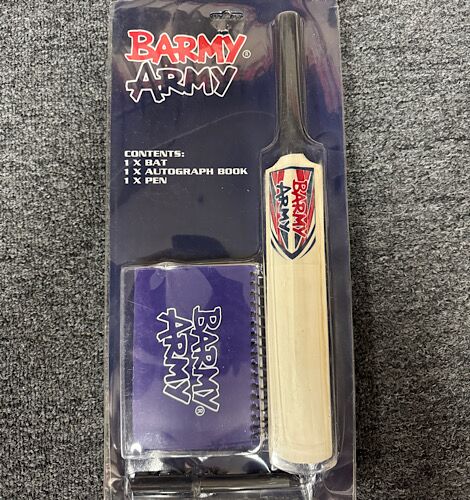 BARMY®
ARMY
CONTENTS:
1 X BAT
1 X AUTOGRAPH BOOK
1 X PEN
BARMY
ARMY
BARMY
ARMY®